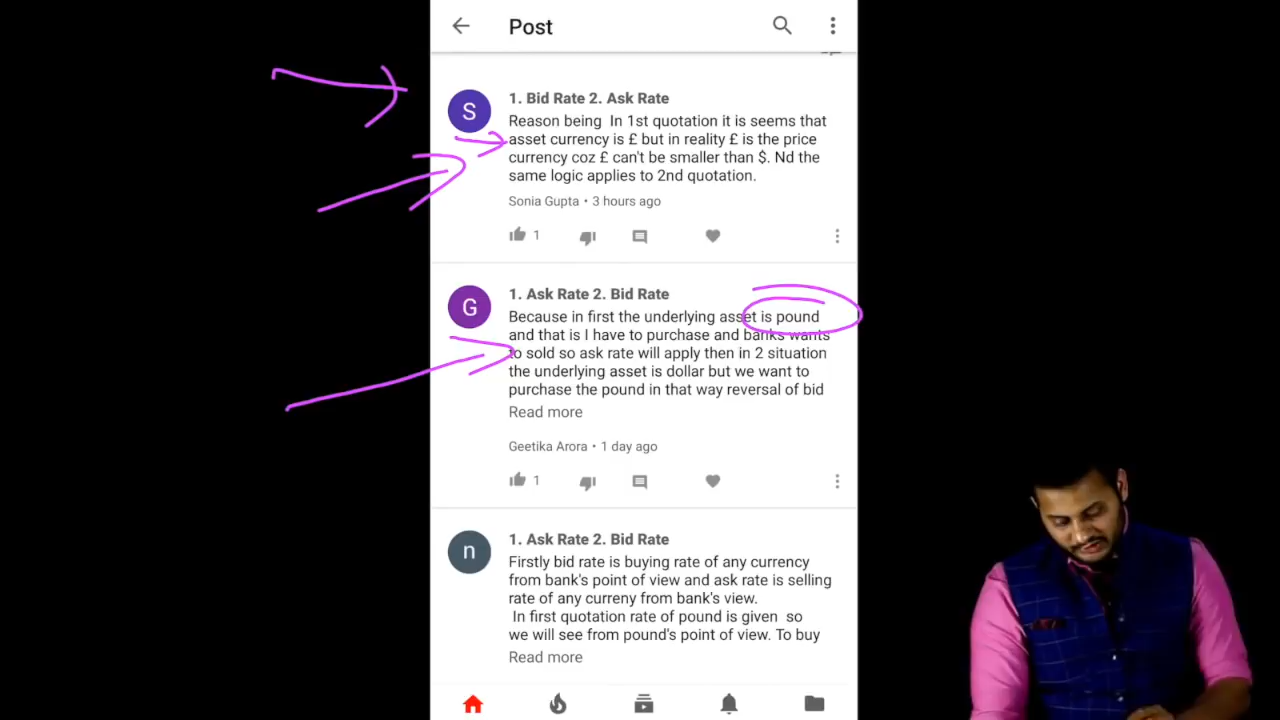 Post
S
1. Bid Rate 2. Ask Rate
Reason being In 1st quotation it is seems that
asset currency is £ but in reality £ is the price
currency coz £ can't be smaller than $. Nd the
same logic applies to 2nd quotation.
Sonia Gupta • 3 hours ago
1
G
1. Ask Rate 2. Bid Rate
Because in first the underlying asset is pound
and that is I have to purchase and banks wants
to sold so ask rate will apply then in 2 situation
the underlying asset is dollar but we want to
purchase the pound in that way reversal of bid
Read more
Geetika Arora • 1 day ago
1
n
1. Ask Rate 2. Bid Rate
Firstly bid rate is buying rate of any currency
from bank's point of view and ask rate is selling
rate of any curreny from bank's view.
In first quotation rate of pound is given so
we will see from pound's point of view. To buy
Read more